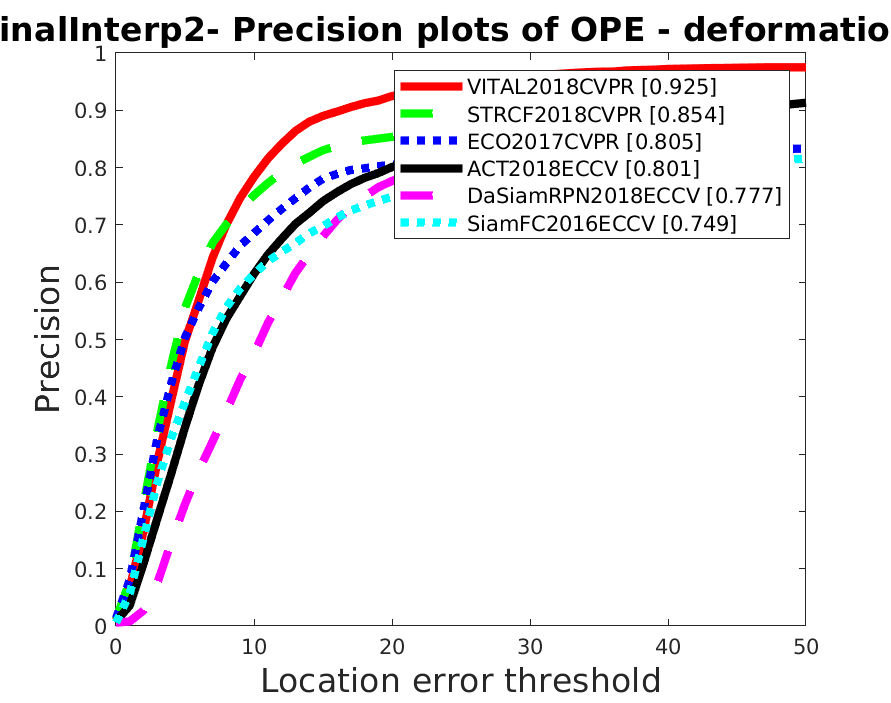 inalInterp2- Precision plots of OPE - deformatio
1
0.9
0.8
0.7
0.6
0.5
0.4
0.3
0.2
0.1
0
Precision
VITAL2018CVPR [0.925]
STRCF2018CVPR [0.854]
ECO2017CVPR [0.805]
ACT2018ECCV [0.801]
DaSiamRPN2018ECCV [0.777]
SiamFC2016ECCV [0.749]
0 10 20 30 40 50
Location error threshold